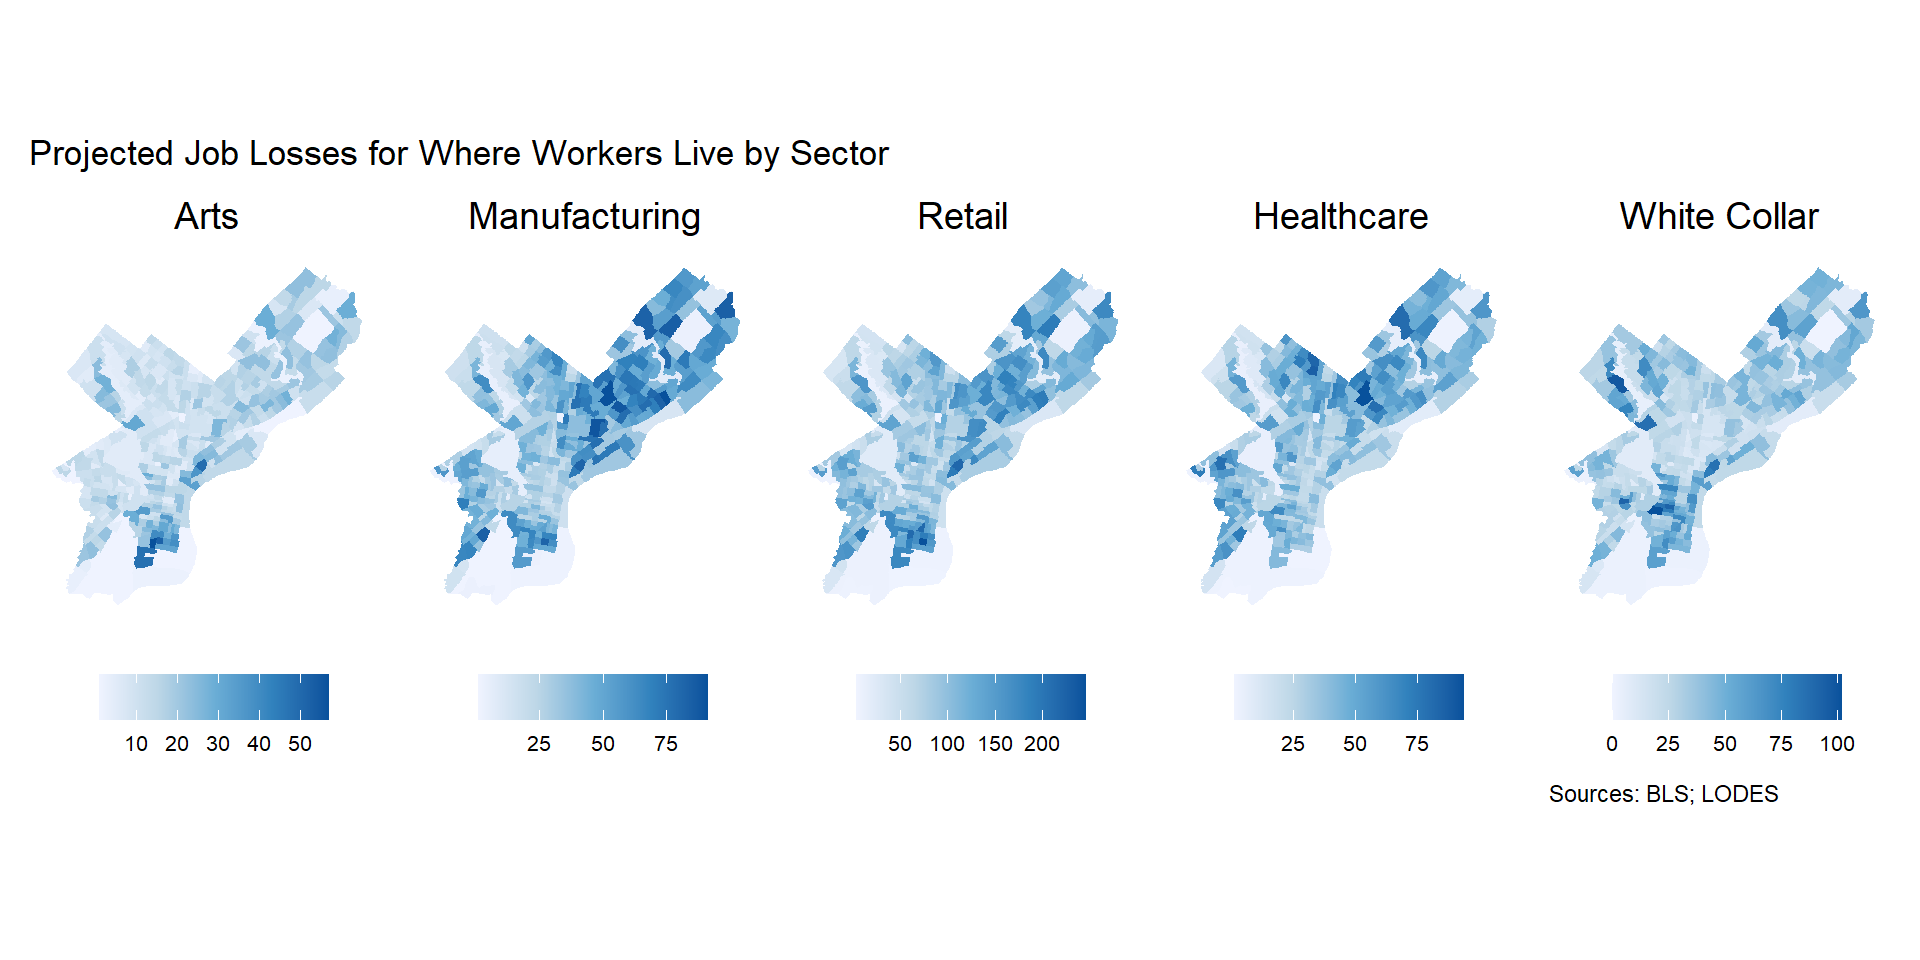 Projected Job Losses for Where Workers Live by Sector
Arts
Manufacturing
Retail
Healthcare
White Collar
10 20 30 40 50
25 50 75
50 100 150 200
25 50 75
0 25 50 75 100
Sources: BLS; LODES